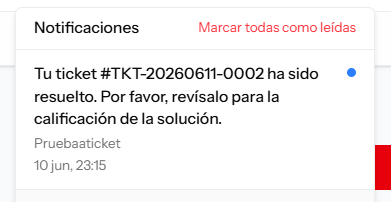 Notificaciones
Marcar todas como leídas
Tu ticket #TKT-20260611-0002 ha sido
resuelto. Por favor, revísalo para la
calificación de la solución.
Pruebaaticket
10 jun, 23:15